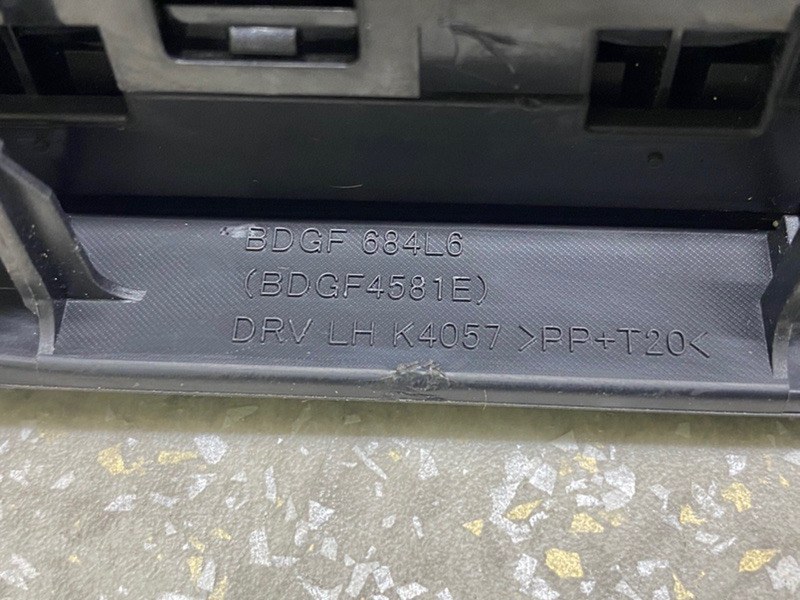 BDGF 684L6
(BDGF4581E)
DRV LH K4057 >PP+T20<